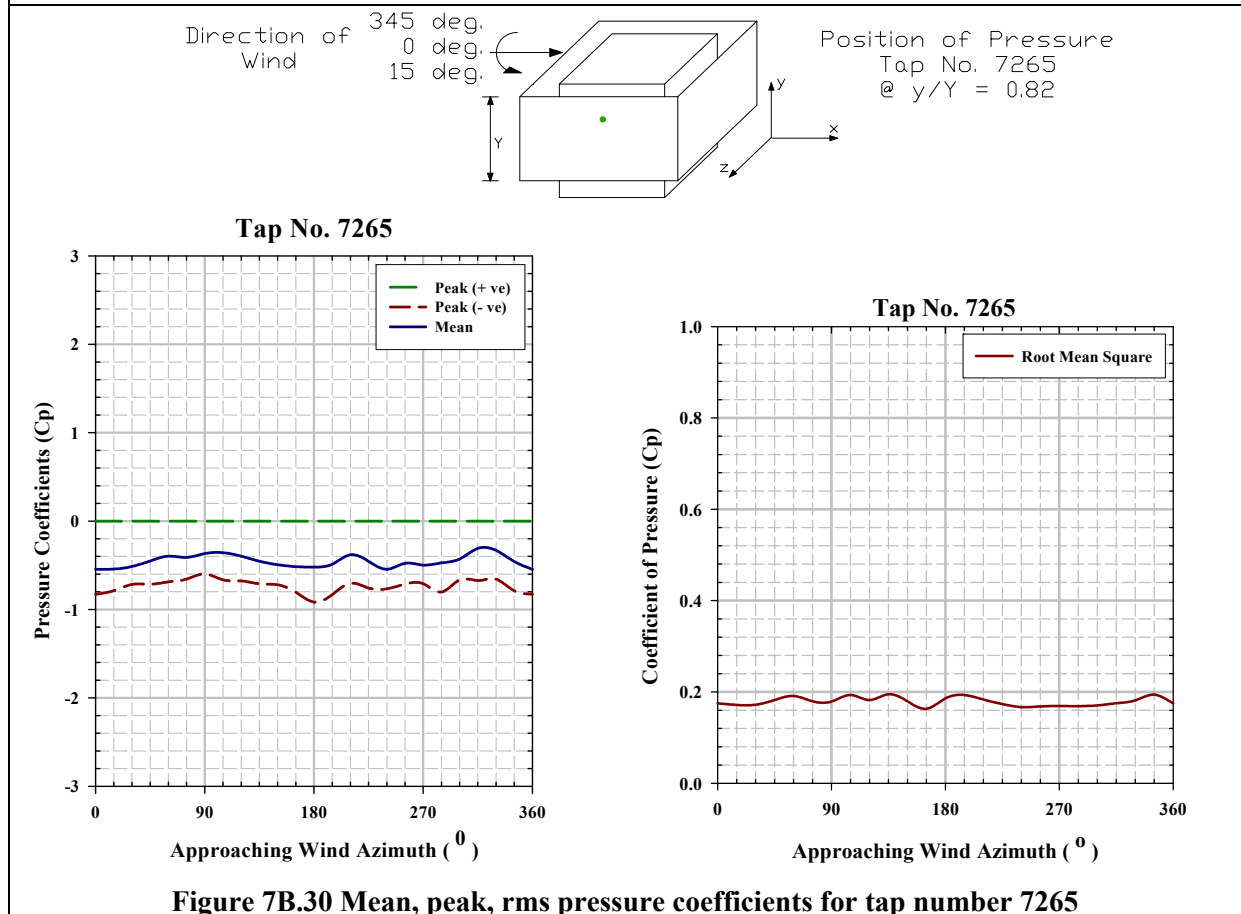 Direction of
Wind
345 deg.
0 deg.
15 deg.
Position of Pressure
Tap No. 7265
@ y/Y = 0.82
Y
y
x
z
Tap No. 7265
Peak (+ ve)
Peak (- ve)
Mean
3
2
1
0
-1
-2
-3
Pressure Coefficients (Cp)
0 90 180 270 360
Approaching Wind Azimuth ( 0 )
Tap No. 7265
Root Mean Square
1.0
0.8
0.6
0.4
0.2
0.0
Coefficient of Pressure (Cp)
0 90 180 270 360
Approaching Wind Azimuth ( o )
Figure 7B.30 Mean, peak, rms pressure coefficients for tap number 7265